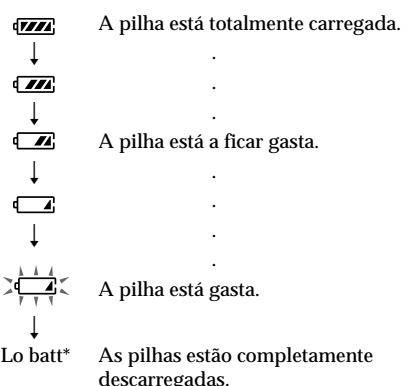 A pilha está totalmente carregada.
.
.
.
A pilha está a ficar gasta.
.
.
.
.
A pilha está gasta.
Lo batt* As pilhas estão completamente
descarregadas.